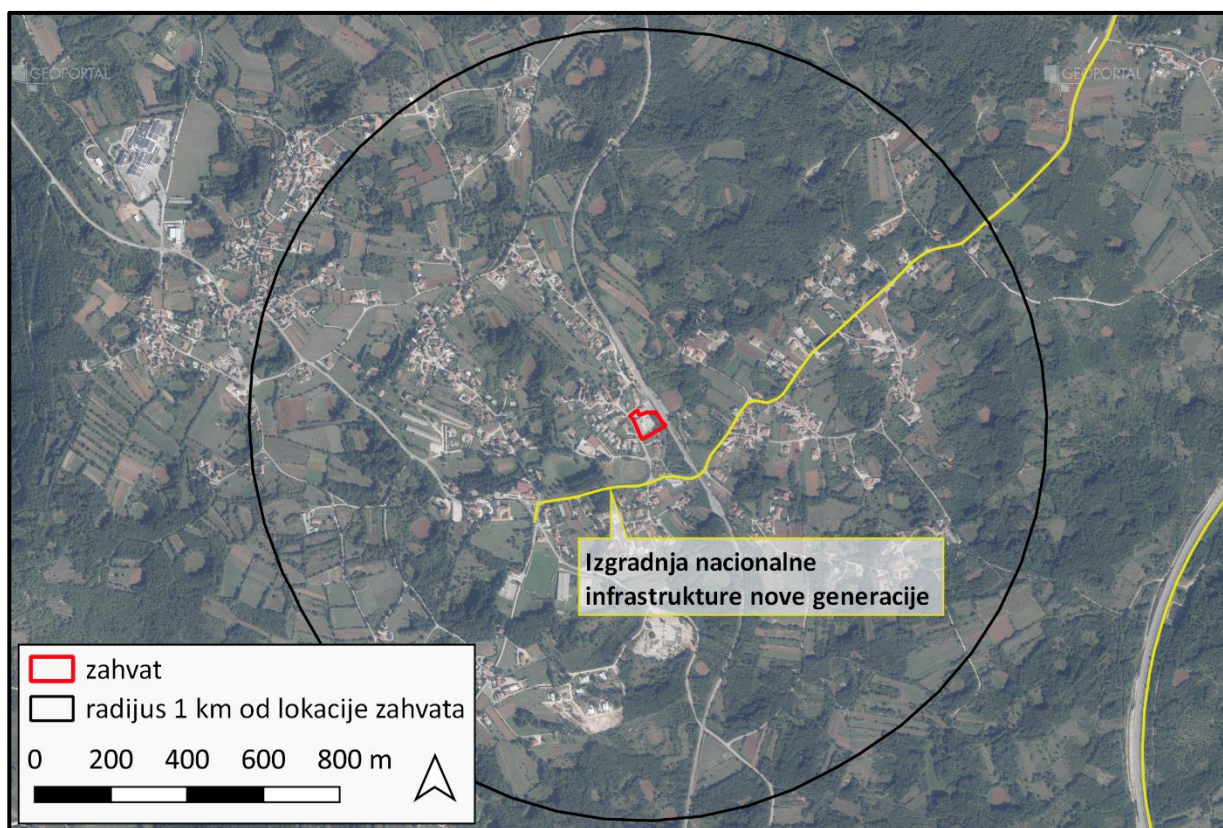 GEOPORTAL
GEOPORTAL
Izgradnja nacionalne
infrastrukture nove generacije
zahvat
radijus 1 km od lokacije zahvata
0 200 400 600 800 m